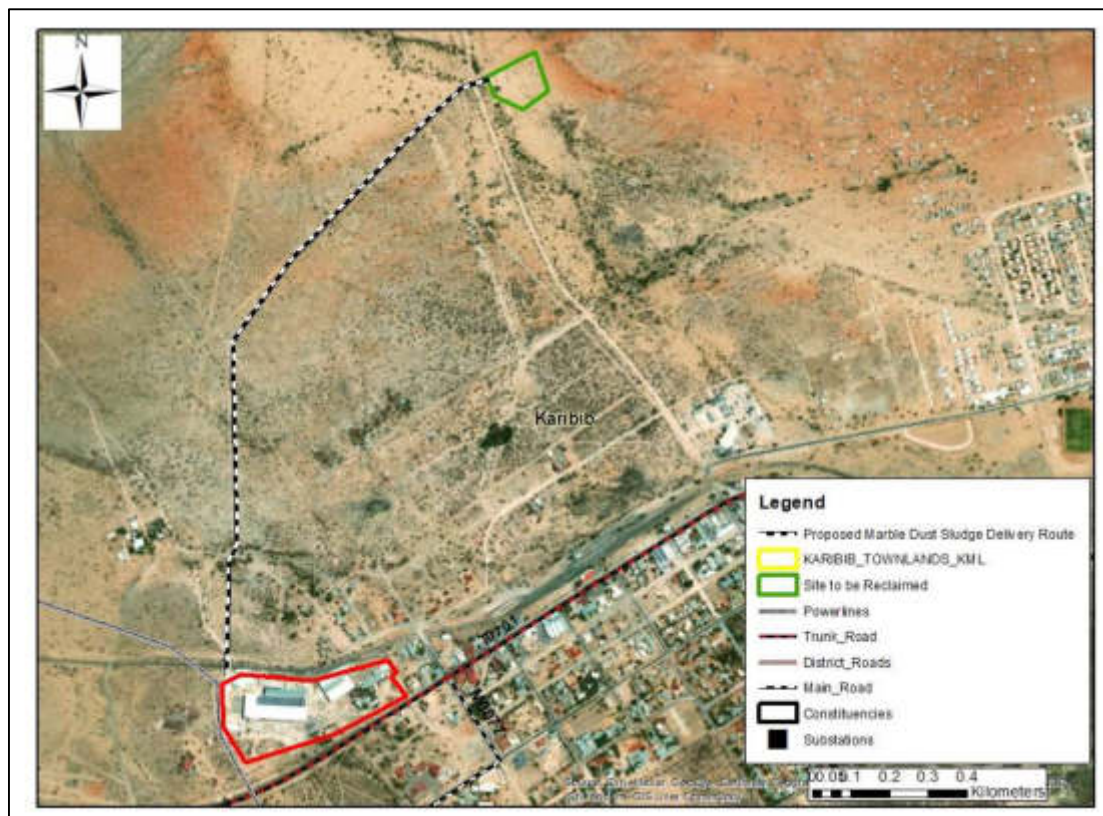 N
Karibib
Legend
Proposed Marble Dust Sludge Delivery Route
KARIBIB_TOWNLANDS_KML
Site to be Reclaimed
Powerlines
Trunk_Road
District_Roads
Main_Road
Constituencies
Substations
0.1 0.2 0.3 0.4
Kilometers